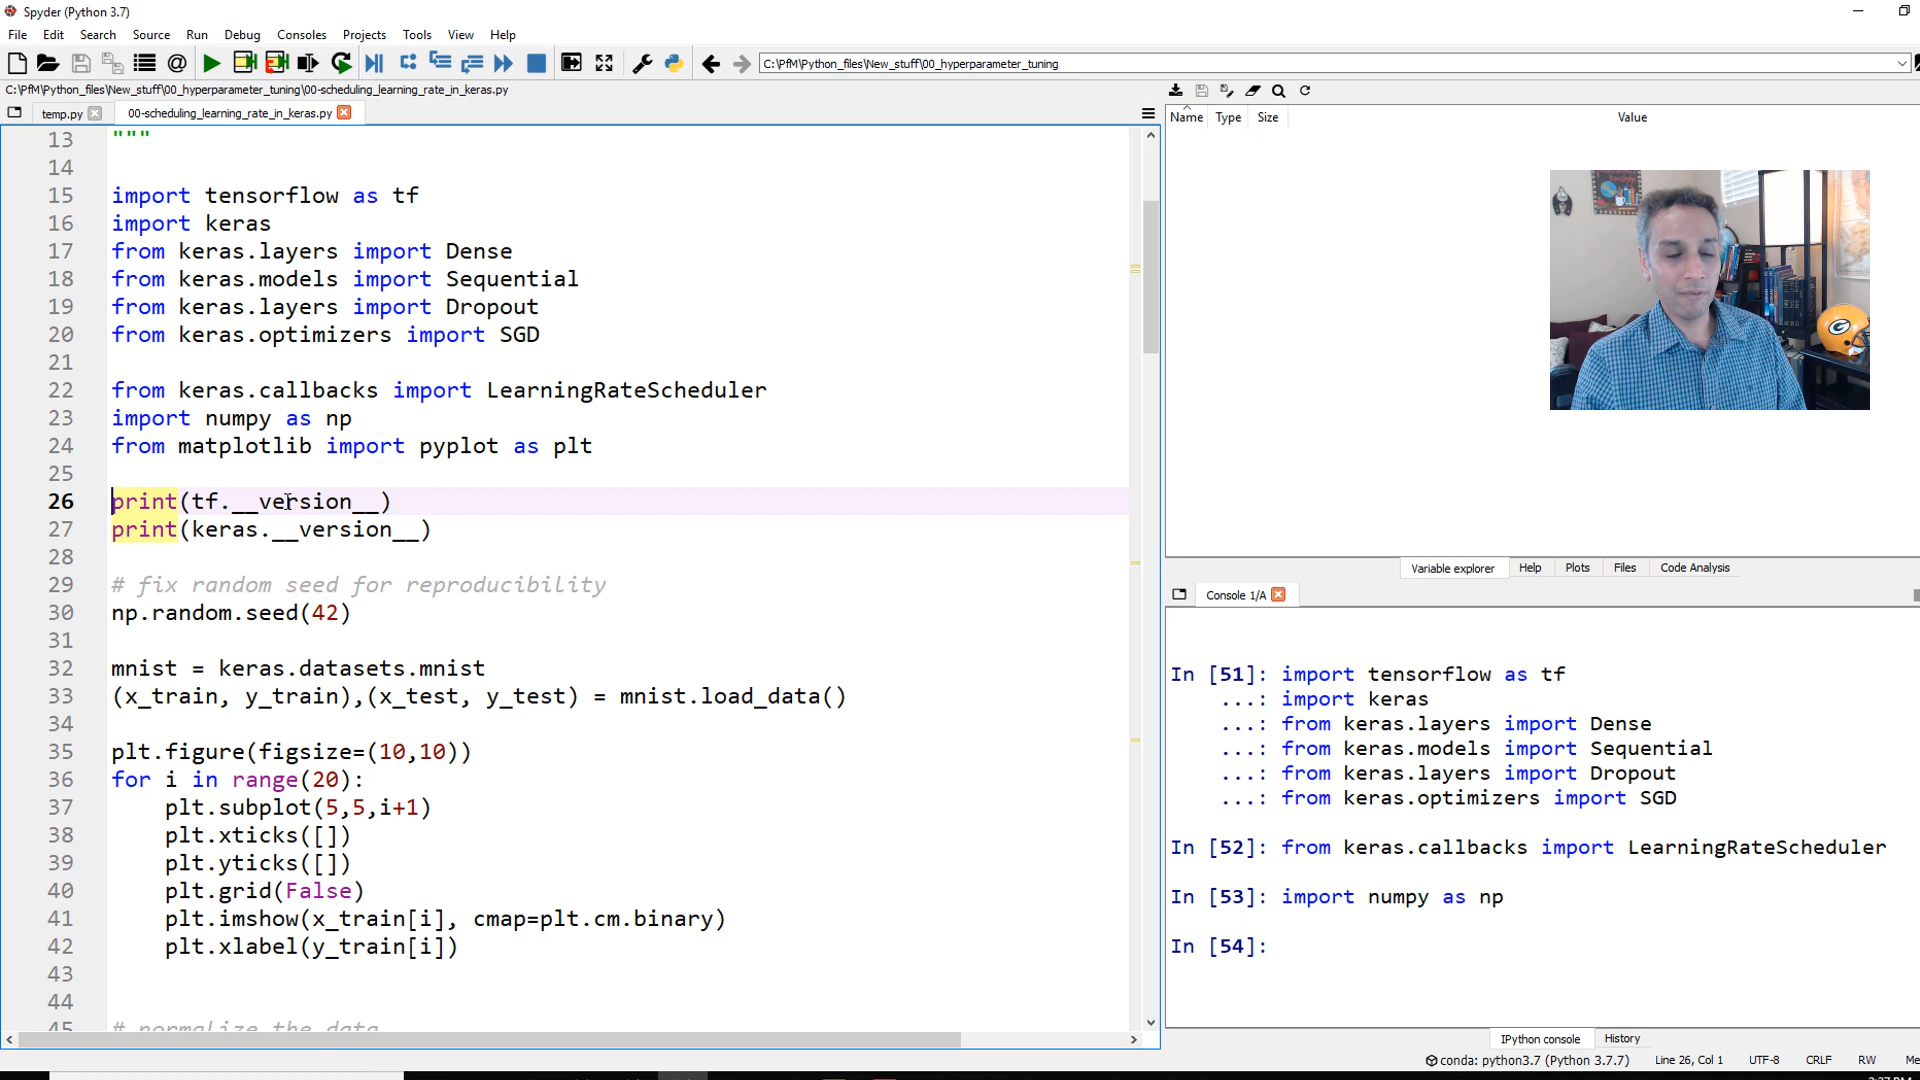 Spyder (Python 3.7)
File Edit Search Source Run Debug Consoles Projects Tools View Help
C:\PfM\Python_files\New_stuff\00_hyperparameter_tuning
C:\PfM\Python_files\New_stuff\00_hyperparameter_tuning\00-scheduling_learning_rate_in_keras.py
temp.py 00-scheduling_learning_rate_in_keras.py
13 """
14
15 import tensorflow as tf
16 import keras
17 from keras.layers import Dense
18 from keras.models import Sequential
19 from keras.layers import Dropout
20 from keras.optimizers import SGD
21
22 from keras.callbacks import LearningRateScheduler
23 import numpy as np
24 from matplotlib import pyplot as plt
25
26 print(tf.__version__)
27 print(keras.__version__)
28
29 # fix random seed for reproducibility
30 np.random.seed(42)
31
32 mnist = keras.datasets.mnist
33 (x_train, y_train),(x_test, y_test) = mnist.load_data()
34
35 plt.figure(figsize=(10,10))
36 for i in range(20):
37     plt.subplot(5,5,i+1)
38     plt.xticks([])
39     plt.yticks([])
40     plt.grid(False)
41     plt.imshow(x_train[i], cmap=plt.cm.binary)
42     plt.xlabel(y_train[i])
43
44
45 # normalize the data
Name Type Size Value
Variable explorer Help Plots Files Code Analysis
Console 1/A
In [51]: import tensorflow as tf
...: import keras
...: from keras.layers import Dense
...: from keras.models import Sequential
...: from keras.layers import Dropout
...: from keras.optimizers import SGD
In [52]: from keras.callbacks import LearningRateScheduler
In [53]: import numpy as np
In [54]:
IPython console History
conda: python3.7 (Python 3.7.7) Line 26, Col 1 UTF-8 CRLF RW Me